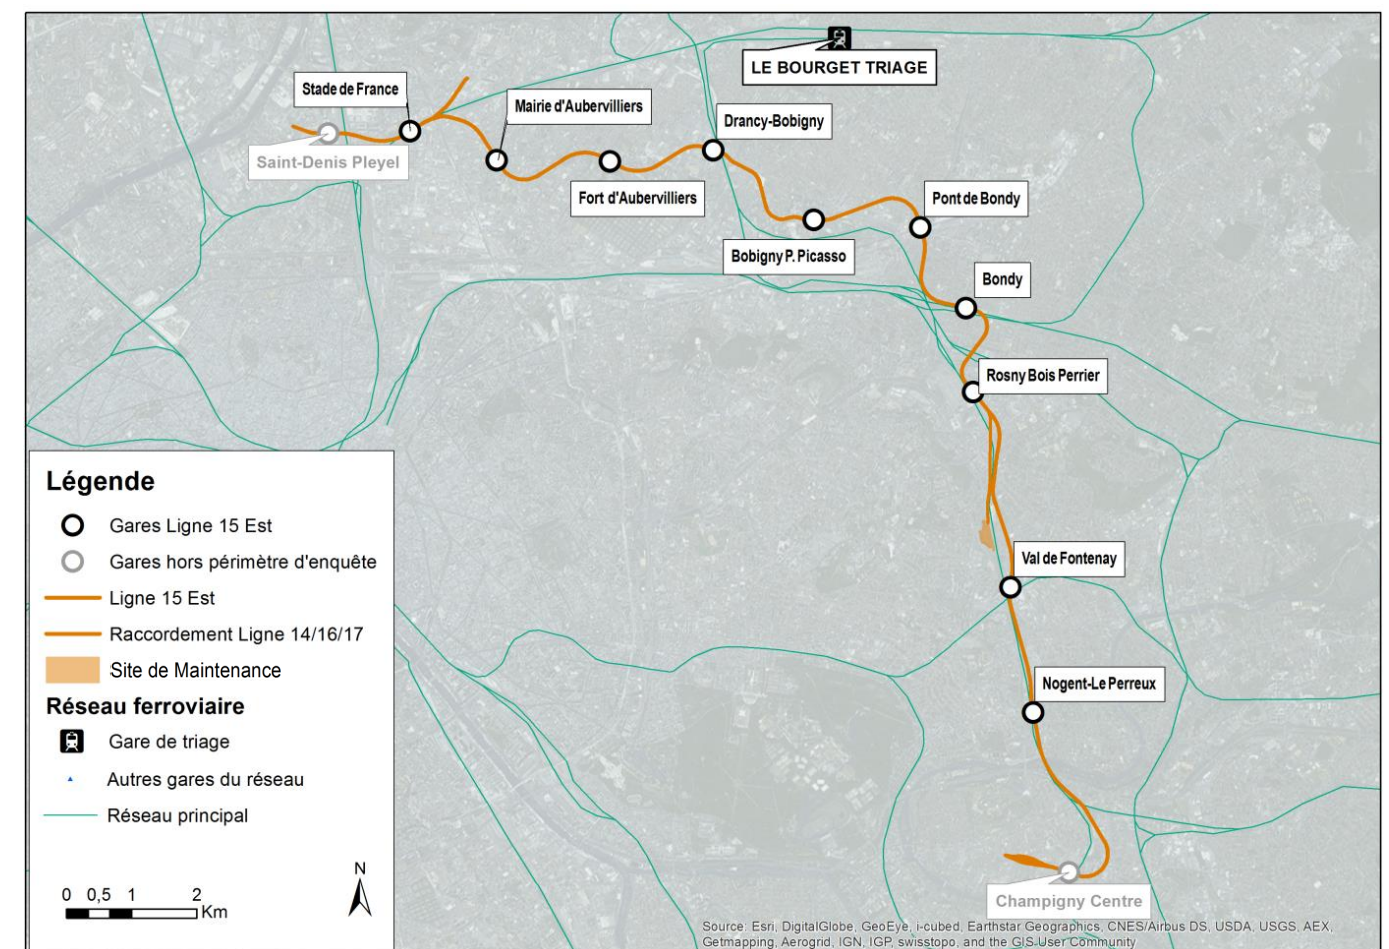 LE BOURGET TRIAGE
Stade de France
Mairie d'Aubervilliers
Drancy-Bobigny
Saint-Denis Pleyel
Fort d'Aubervilliers
Pont de Bondy
Bobigny P. Picasso
Bondy
Rosny Bois Perrier
Val de Fontenay
Nogent-Le Perreux
Champigny Centre
Légende
Gares Ligne 15 Est
Gares hors périmètre d'enquête
Ligne 15 Est
Raccordement Ligne 14/16/17
Site de Maintenance
Réseau ferroviaire
Gare de triage
Autres gares du réseau
Réseau principal
N
0 0,5 1 2
Km
Source: Esri, DigitalGlobe, GeoEye, i-cubed, Earthstar Geographics, CNES/Airbus DS, USDA, USGS, AEX,
Getmapping, Aerogrid, IGN, IGP, swisstopo, and the GIS User Community